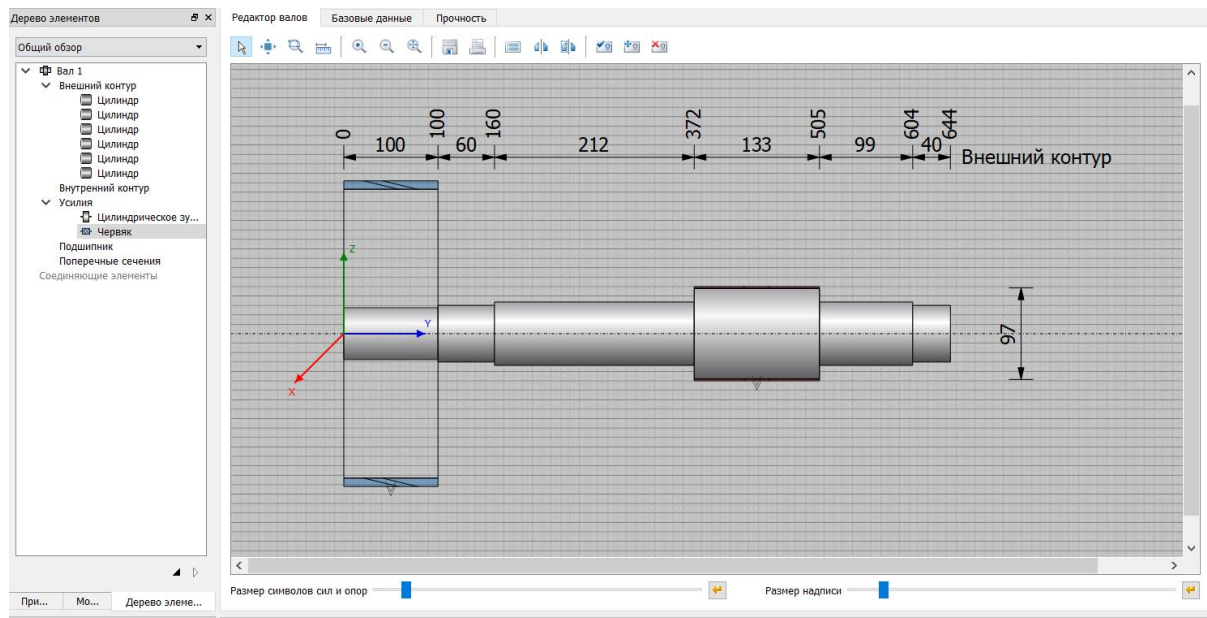 Дерево элементов
Общий обзор
Вал 1
Внешний контур
Цилиндр
Цилиндр
Цилиндр
Цилиндр
Цилиндр
Цилиндр
Внутренний контур
Усилия
Цилиндрическое зу...
Червяк
Подшипник
Поперечные сечения
Соединяющие элементы
При... Мо... Дерево элеме...
Редактор валов Базовые данные Прочность
0 100 160 372 505 604 644
100 60 212 133 99 40
Внешний контур
Z
Y
X
97
Размер символов сил и опор Размер надписи